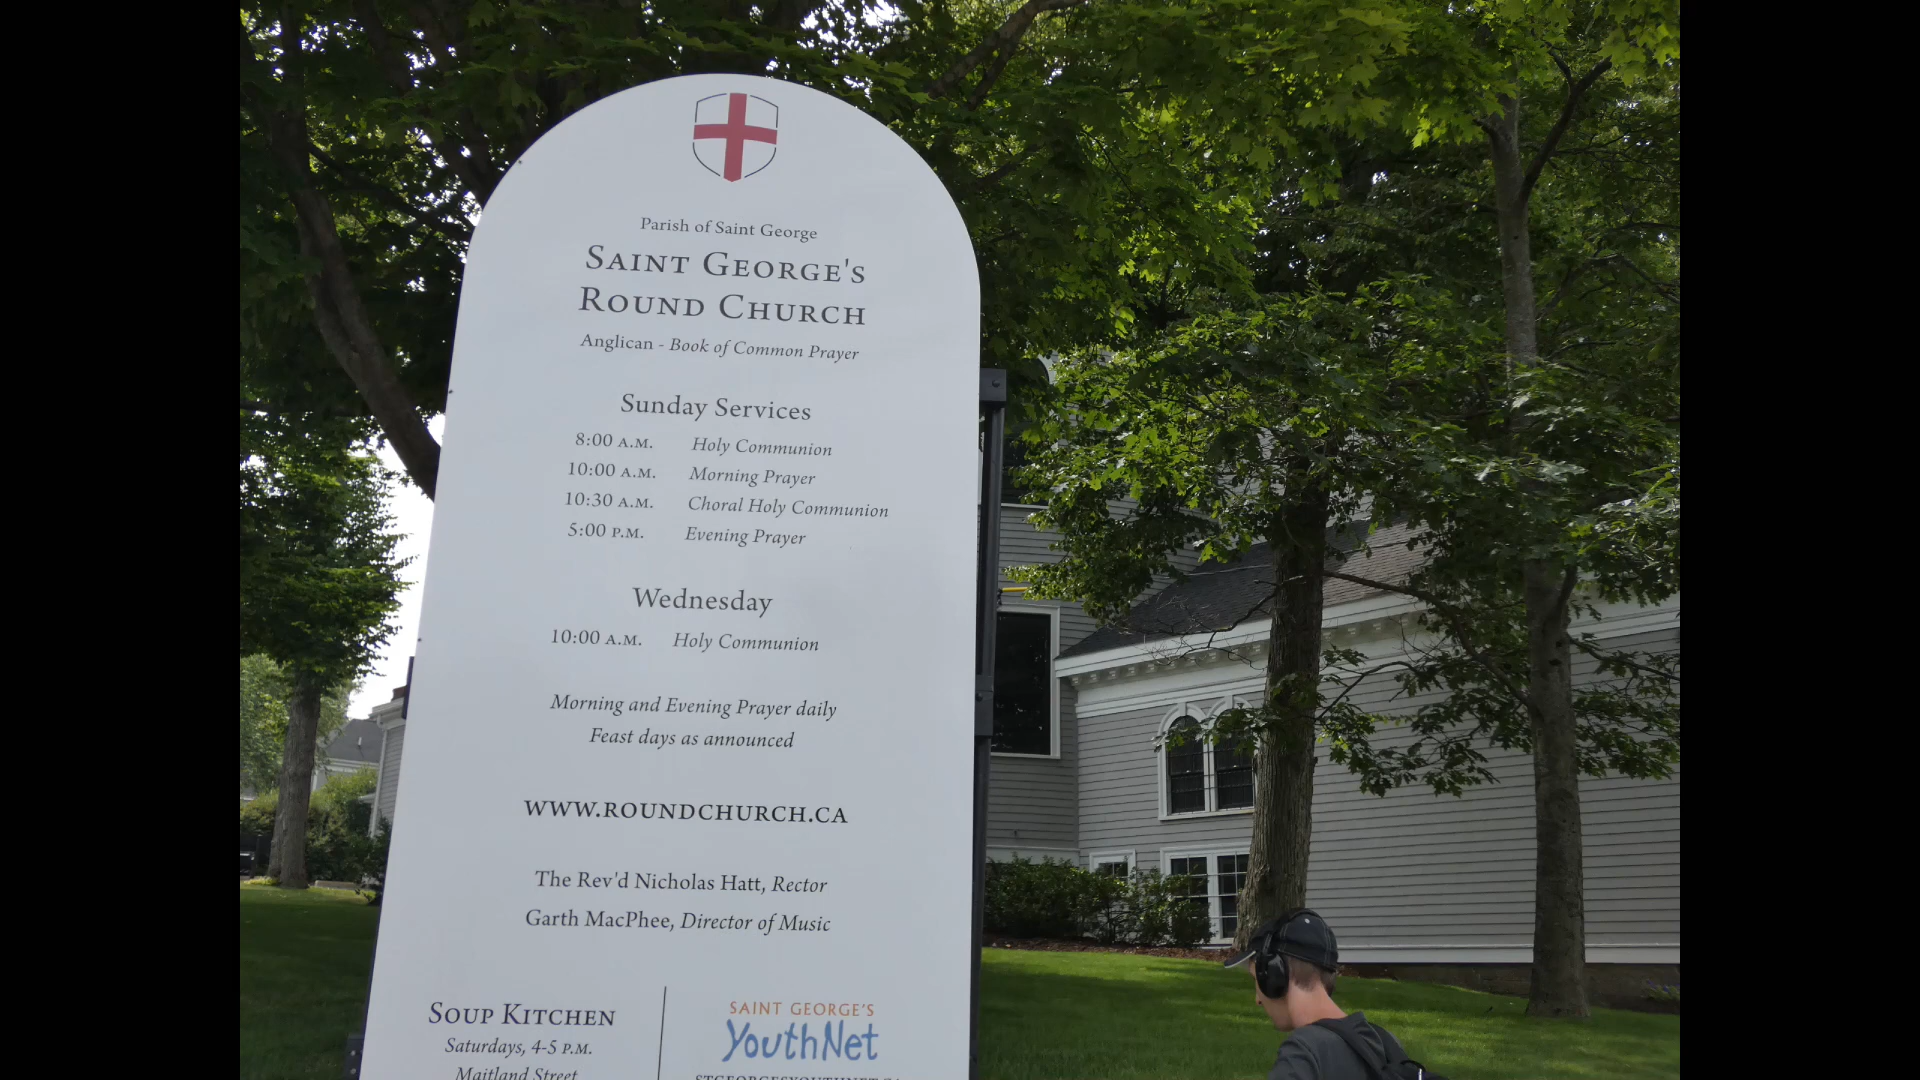 Parish of Saint George
SAINT GEORGE'S
ROUND CHURCH
Anglican - Book of Common Prayer
Sunday Services
8:00 A.M. Holy Communion
10:00 A.M. Morning Prayer
10:30 A.M. Choral Holy Communion
5:00 P.M. Evening Prayer
Wednesday
10:00 A.M. Holy Communion
Morning and Evening Prayer daily
Feast days as announced
WWW.ROUNDCHURCH.CA
The Rev'd Nicholas Hatt, Rector
Garth MacPhee, Director of Music
SOUP KITCHEN
Saturdays, 4-5 P.M.
Maitland Street
SAINT GEORGE'S
YouthNet
STGEORGESYOUTHNET.CA